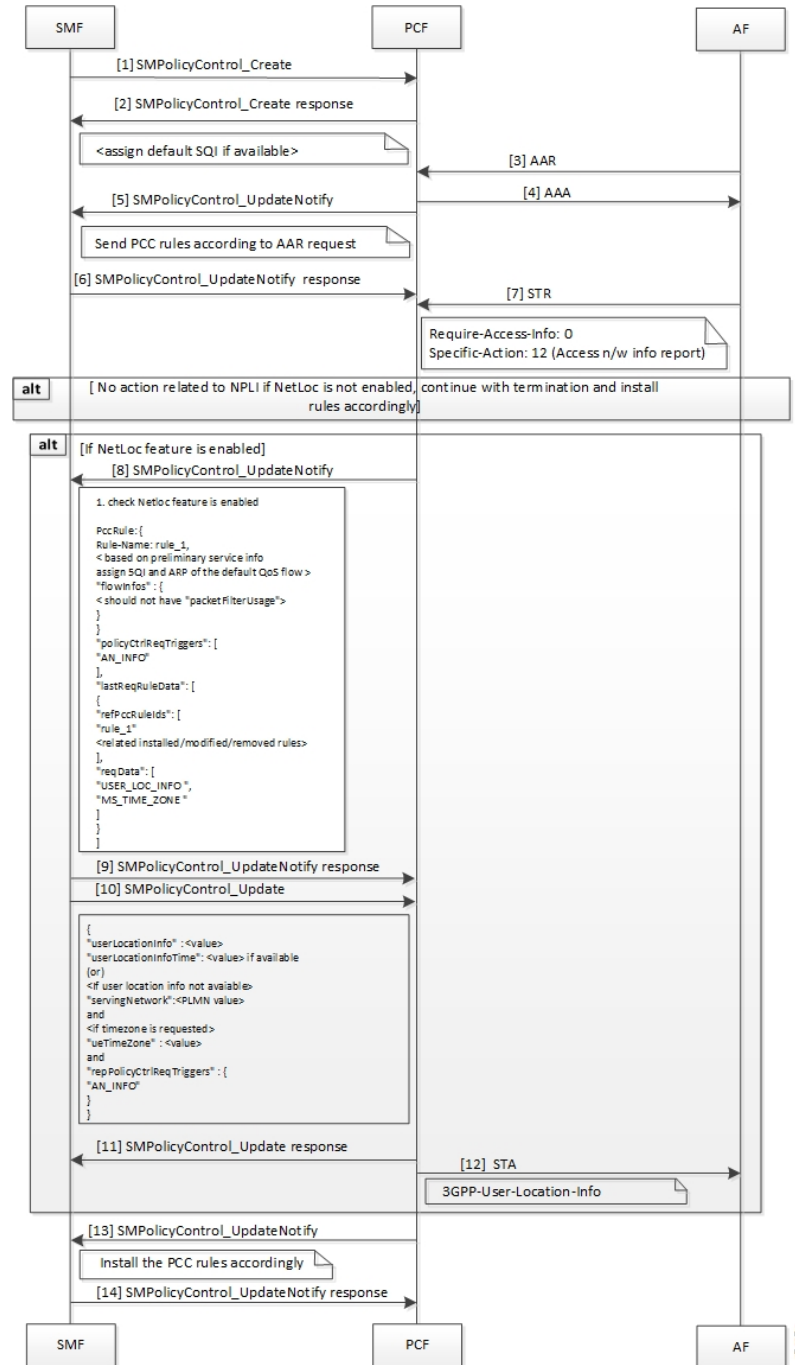 SMF
PCF
AF
[1] SMPolicyControl_Create
[2] SMPolicyControl_Create response
<assign default SQI if available>
[3] AAR
[4] AAA
[5] SMPolicyControl_UpdateNotify
Send PCC rules according to AAR request
[6] SMPolicyControl_UpdateNotify response
[7] STR
Require-Access-Info: 0
Specific-Action: 12 (Access n/w info report)
alt
[ No action related to NPLI if NetLoc is not enabled, continue with termination and install
rules accordingly]
alt
[If NetLoc feature is enabled]
[8] SMPolicyControl_UpdateNotify
1. check Netloc feature is enabled
PccRule: {
Rule-Name: rule_1,
< based on preliminary service info
assign SQI and ARP of the default QoS flow >
"flowInfos" : {
< should not have "packetFilterUsage">
}
}
"policyCtrlReqTriggers": [
"AN_INFO"
],
"lastReqRuleData": [
{
"refPccRuleIds": [
"rule_1"
<related installed/modified/removed rules>
],
"reqData": [
"USER_LOC_INFO ",
"MS_TIME_ZONE "
]
}
]
[9] SMPolicyControl_UpdateNotify response
[10] SMPolicyControl_Update
{
"userLocationInfo" : <value>
"userLocationInfoTime": <value> if available
(or)
<If user location info not avaiable>
"servingNetwork":<PLMN value>
and
<if timezone is requested>
"ueTimeZone" : <value>
and
"repPolicyCtrlReqTriggers" : {
"AN_INFO"
}
}
[11] SMPolicyControl_Update response
[12] STA
3GPP-User-Location-Info
[13] SMPolicyControl_UpdateNotify
Install the PCC rules accordingly
[14] SMPolicyControl_UpdateNotify response
SMF
PCF
AF